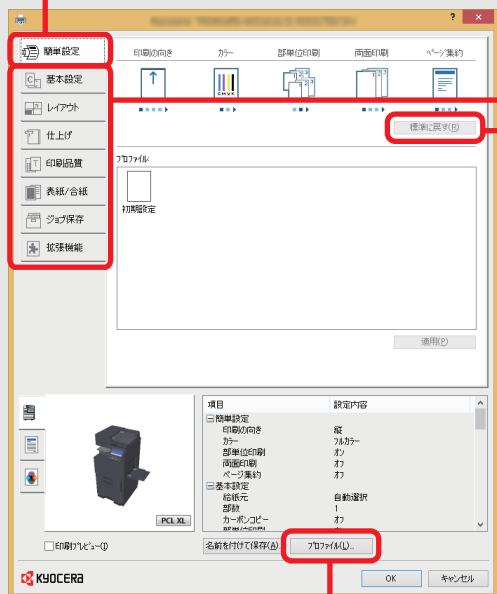 ?
簡単設定
印刷の向き カラー 部単位印刷 両面印刷 ページ集約
基本設定
レイアウト
標準に戻す(R)
仕上げ
印刷品質
プロファイル:
表紙/合紙
初期設定
ジョブ保存
拡張機能
適用(P)
項目 設定内容
簡単設定
印刷の向き 縦
カラー フルカラー
部単位印刷 オン
両面印刷 オフ
ページ集約 オフ
基本設定
給紙元 自動選択
部数 1
カーボンコピー オフ
部単位印刷
PCL XL
印刷プレビュー(I)
名前を付けて保存(A)...
プロファイル(L)...
KYOCERA
OK キャンセル